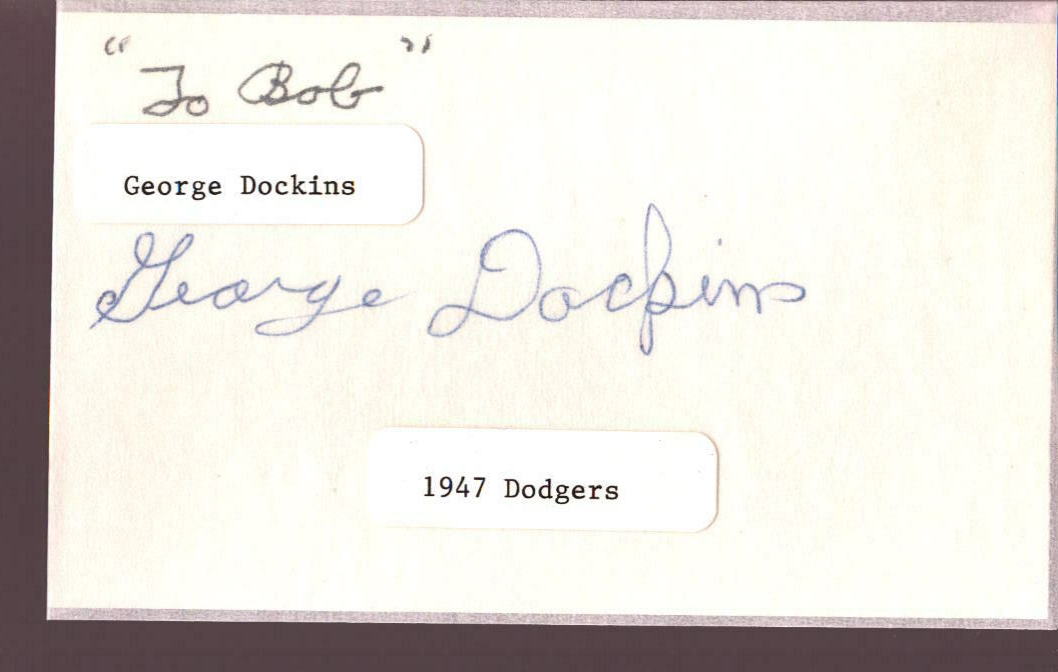 "To Bob"
George Dockins
George Dockins
1947 Dodgers